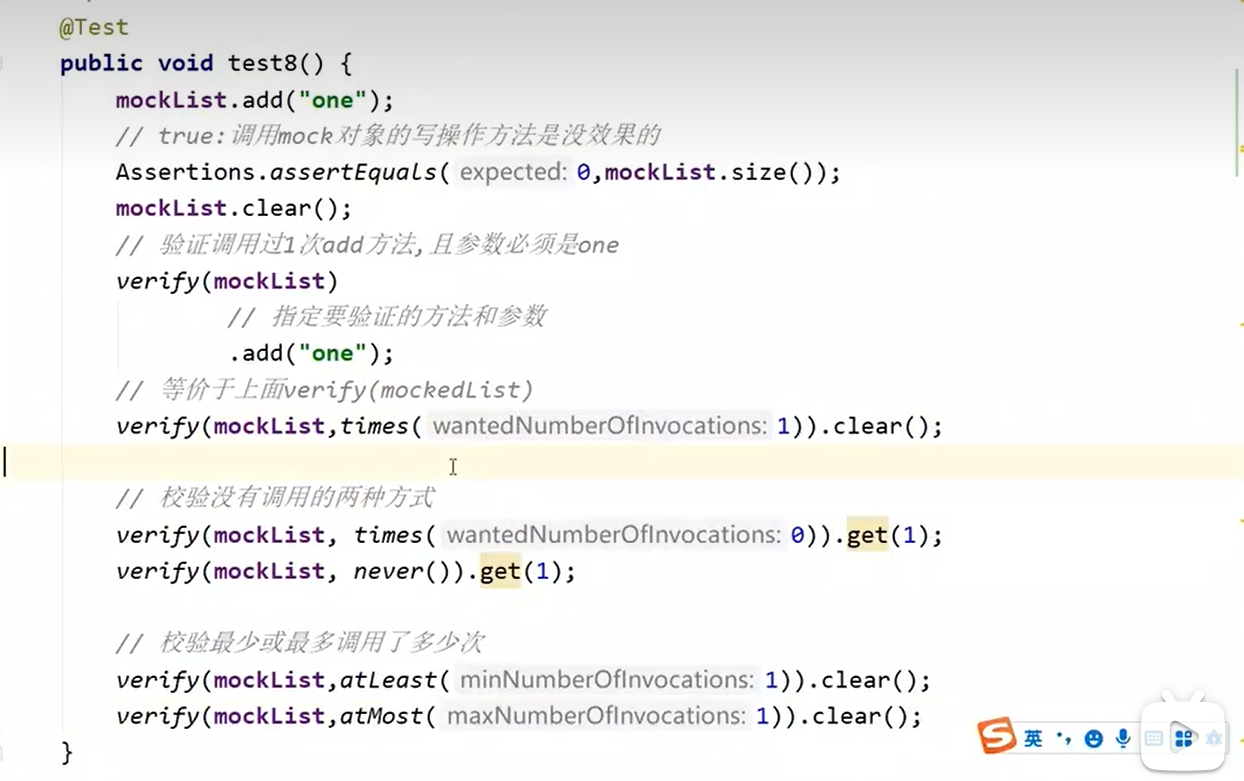 @Test
public void test8() {
mockList.add("one");
// true:调用mock对象的写操作方法是没效果的
Assertions.assertEquals( expected: 0,mockList.size());
mockList.clear();
// 验证调用过1次add方法,且参数必须是one
verify(mockList)
// 指定要验证的方法和参数
.add("one");
// 等价于上面verify(mockedList)
verify(mockList,times( wantedNumberOfInvocations: 1)).clear();
// 校验没有调用的两种方式
verify(mockList, times( wantedNumberOfInvocations: 0)).get(1);
verify(mockList, never()).get(1);
// 校验最少或最多调用了多少次
verify(mockList,atLeast( minNumberOfInvocations: 1)).clear();
verify(mockList,atMost( maxNumberOfInvocations: 1)).clear();
}
S 英